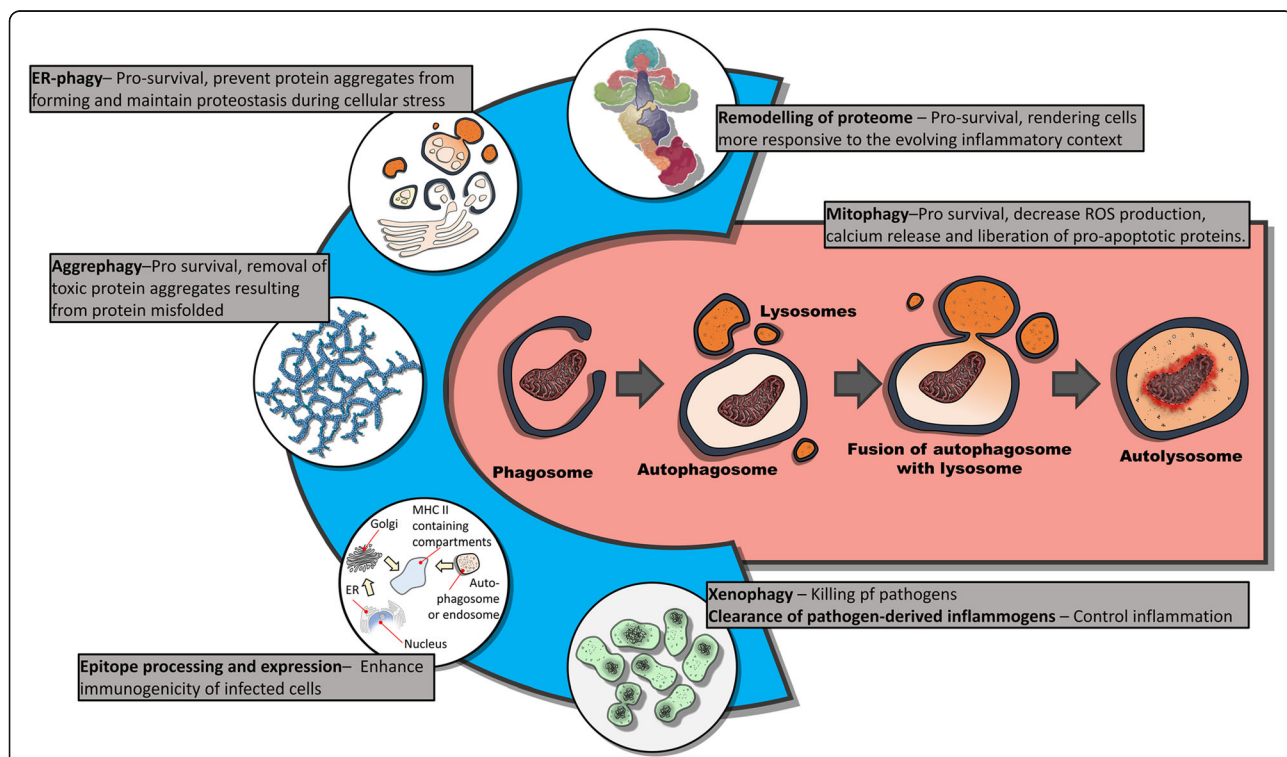 ER-phagy– Pro-survival, prevent protein aggregates from
forming and maintain proteostasis during cellular stress
Remodelling of proteome – Pro-survival, rendering cells
more responsive to the evolving inflammatory context
Mitophagy–Pro survival, decrease ROS production,
calcium release and liberation of pro-apoptotic proteins.
Aggrephagy–Pro survival, removal of
toxic protein aggregates resulting
from protein misfolded
Lysosomes
Phagosome
Autophagosome
Fusion of autophagosome
with lysosome
Autolysosome
Golgi
MHC II
containing
compartments
ER
Auto-
phagosome
or endosome
Nucleus
Epitope processing and expression– Enhance
immunogenicity of infected cells
Xenophagy – Killing pf pathogens
Clearance of pathogen-derived inflammogens – Control inflammation